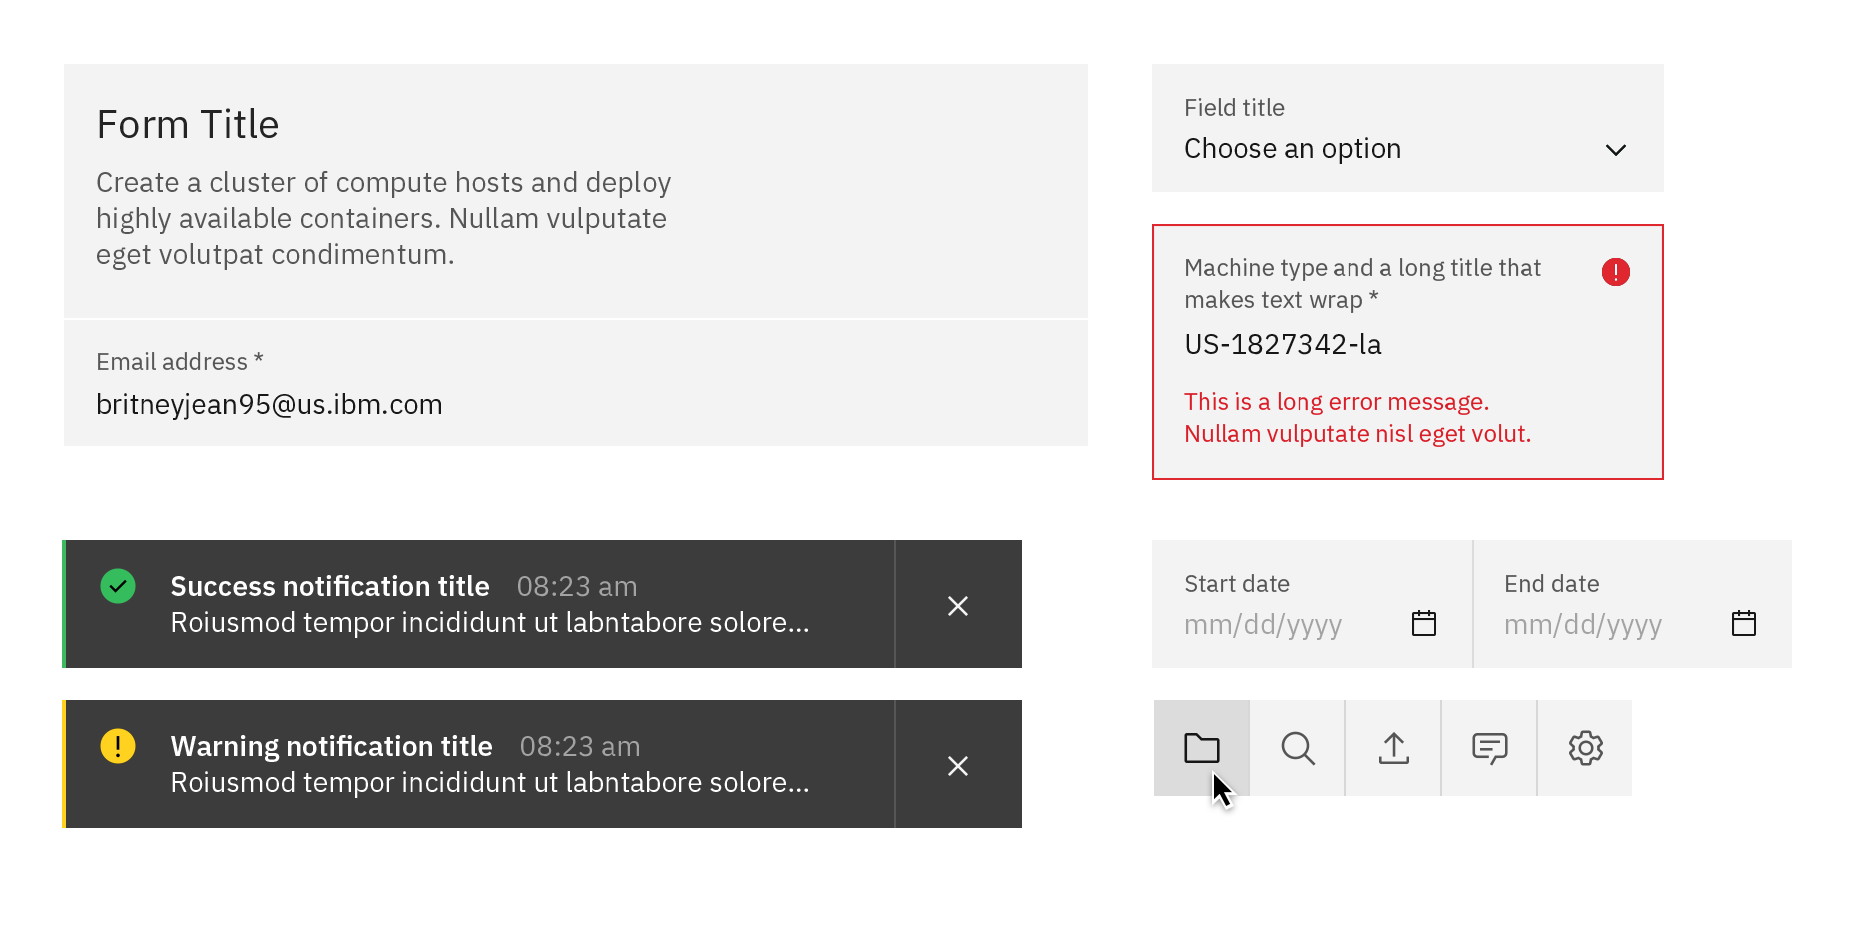 Form Title
Create a cluster of compute hosts and deploy
highly available containers. Nullam vulputate
eget volutpat condimentum.
Email address *
britneyjean95@us.ibm.com
Field title
Choose an option
Machine type and a long title that
makes text wrap *
US-1827342-la
This is a long error message.
Nullam vulputate nisl eget volut.
Success notification title 08:23 am
Roiusmod tempor incididunt ut labntabore solore...
Warning notification title 08:23 am
Roiusmod tempor incididunt ut labntabore solore...
Start date
mm/dd/yyyy
End date
mm/dd/yyyy